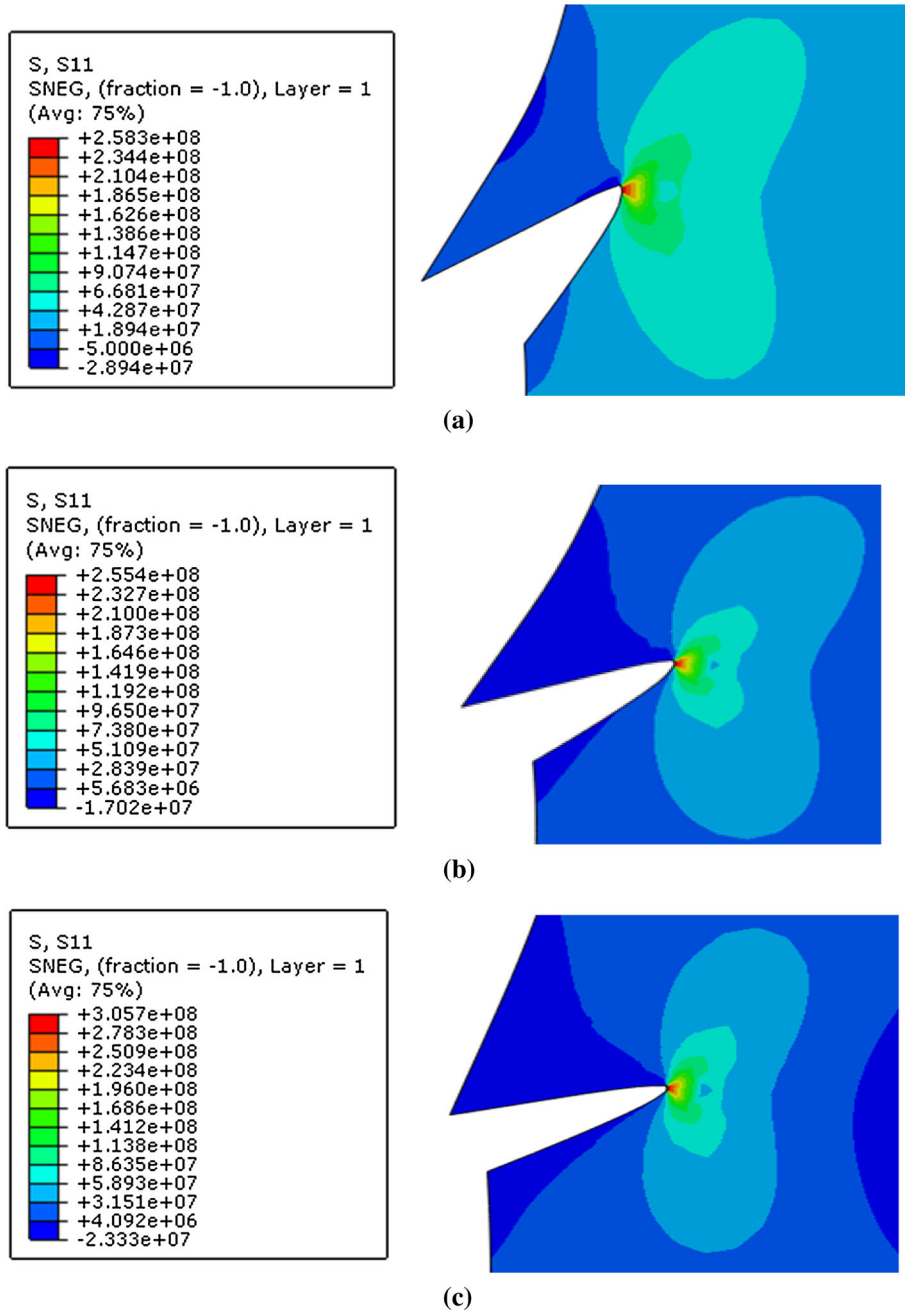 S, S11
SNEG, (fraction = -1.0), Layer = 1
(Avg: 75%)
+2.583e+08
+2.344e+08
+2.104e+08
+1.865e+08
+1.626e+08
+1.386e+08
+1.147e+08
+9.074e+07
+6.681e+07
+4.287e+07
+1.894e+07
-5.000e+06
-2.894e+07
(a)
S, S11
SNEG, (fraction = -1.0), Layer = 1
(Avg: 75%)
+2.554e+08
+2.327e+08
+2.100e+08
+1.873e+08
+1.646e+08
+1.419e+08
+1.192e+08
+9.650e+07
+7.380e+07
+5.109e+07
+2.839e+07
+5.683e+06
-1.702e+07
(b)
S, S11
SNEG, (fraction = -1.0), Layer = 1
(Avg: 75%)
+3.057e+08
+2.783e+08
+2.509e+08
+2.234e+08
+1.960e+08
+1.686e+08
+1.412e+08
+1.138e+08
+8.635e+07
+5.893e+07
+3.151e+07
+4.092e+06
-2.333e+07
(c)